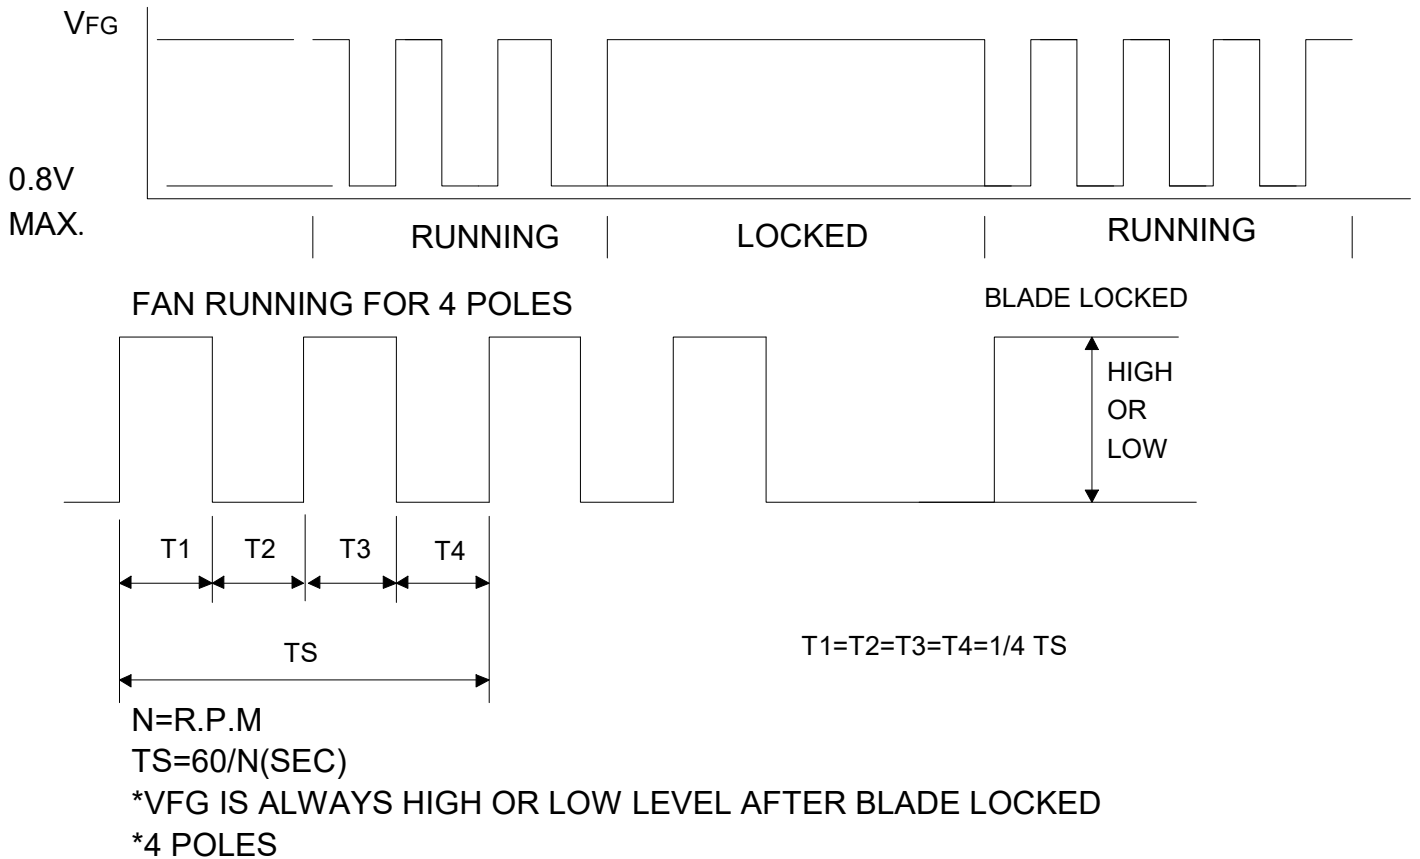 VFG
0.8V
MAX.
RUNNING
LOCKED
RUNNING
FAN RUNNING FOR 4 POLES
BLADE LOCKED
HIGH
OR
LOW
T1
T2
T3
T4
TS
T1=T2=T3=T4=1/4 TS
N=R.P.M
TS=60/N(SEC)
*VFG IS ALWAYS HIGH OR LOW LEVEL AFTER BLADE LOCKED
*4 POLES